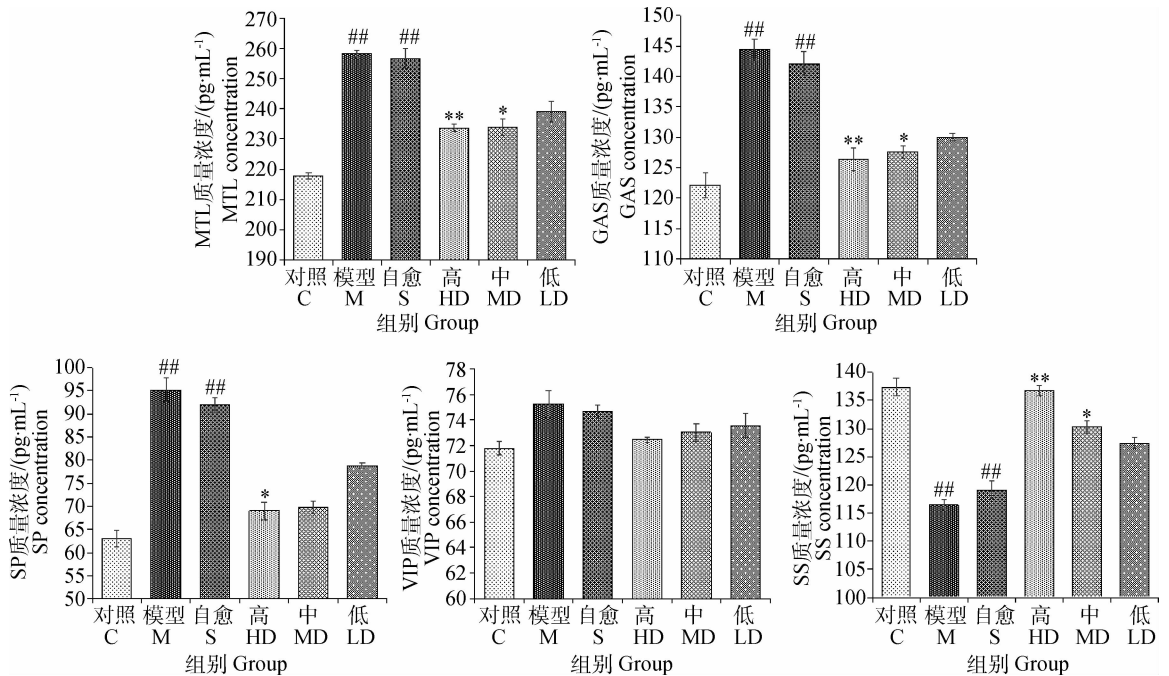 MTL质量浓度/(pg·mL⁻¹)
MTL concentration
270
260
250
240
230
220
210
200
190
##
##
**
*
对照 模型 自愈 高 中 低
C M S HD MD LD
组别 Group
GAS质量浓度/(pg·mL⁻¹)
GAS concentration
150
145
140
135
130
125
120
115
110
##
##
**
*
对照 模型 自愈 高 中 低
C M S HD MD LD
组别 Group
SP质量浓度/(pg·mL⁻¹)
SP concentration
100
95
90
85
80
75
70
65
60
55
50
##
##
*
对照 模型 自愈 高 中 低
C M S HD MD LD
组别 Group
VIP质量浓度/(pg·mL⁻¹)
VIP concentration
78
76
74
72
70
68
66
64
62
60
对照 模型 自愈 高 中 低
C M S HD MD LD
组别 Group
SS质量浓度/(pg·mL⁻¹)
SS concentration
140
135
130
125
120
115
110
105
100
##
##
**
*
对照 模型 自愈 高 中 低
C M S HD MD LD
组别 Group